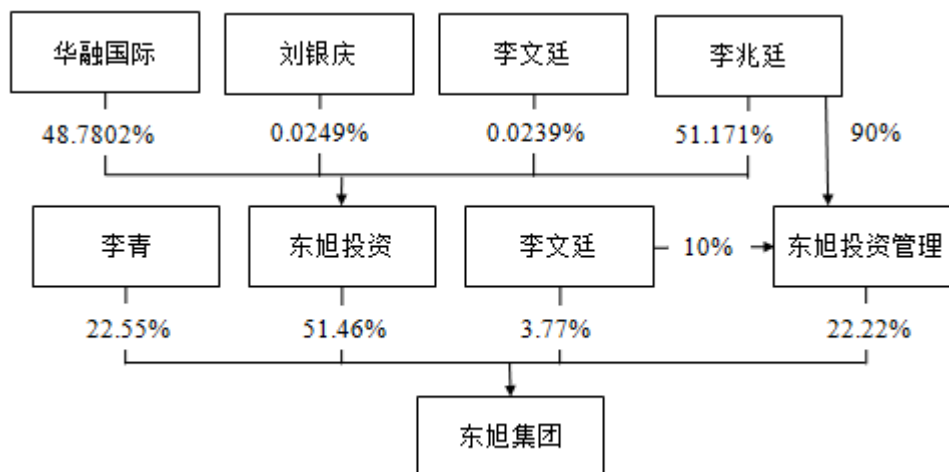 华融国际
刘银庆
李文廷
李兆廷
48.7802%
0.0249%
0.0239%
51.171%
90%
李青
东旭投资
李文廷
10%
东旭投资管理
22.55%
51.46%
3.77%
22.22%
东旭集团